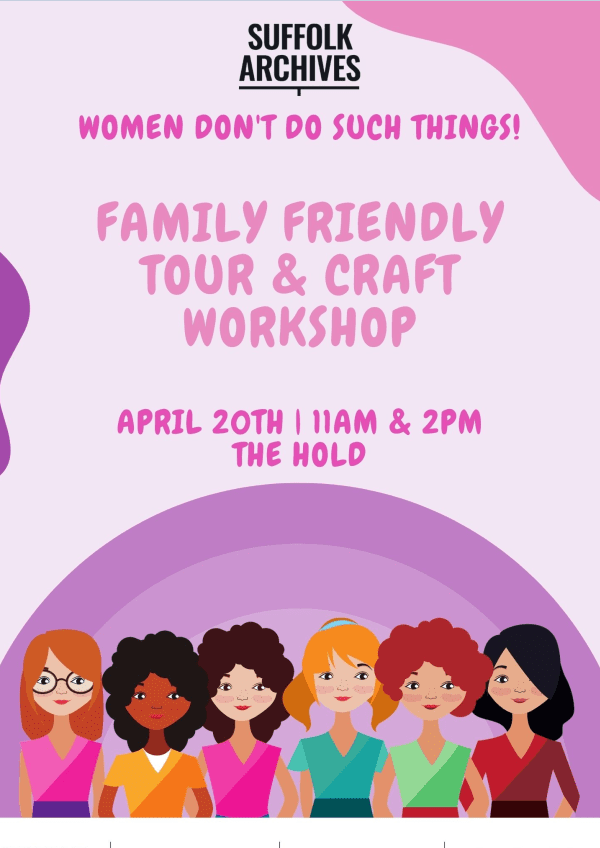 SUFFOLK
ARCHIVES
WOMEN DON'T DO SUCH THINGS!
FAMILY FRIENDLY
TOUR & CRAFT
WORKSHOP
APRIL 20TH | 11AM & 2PM
THE HOLD